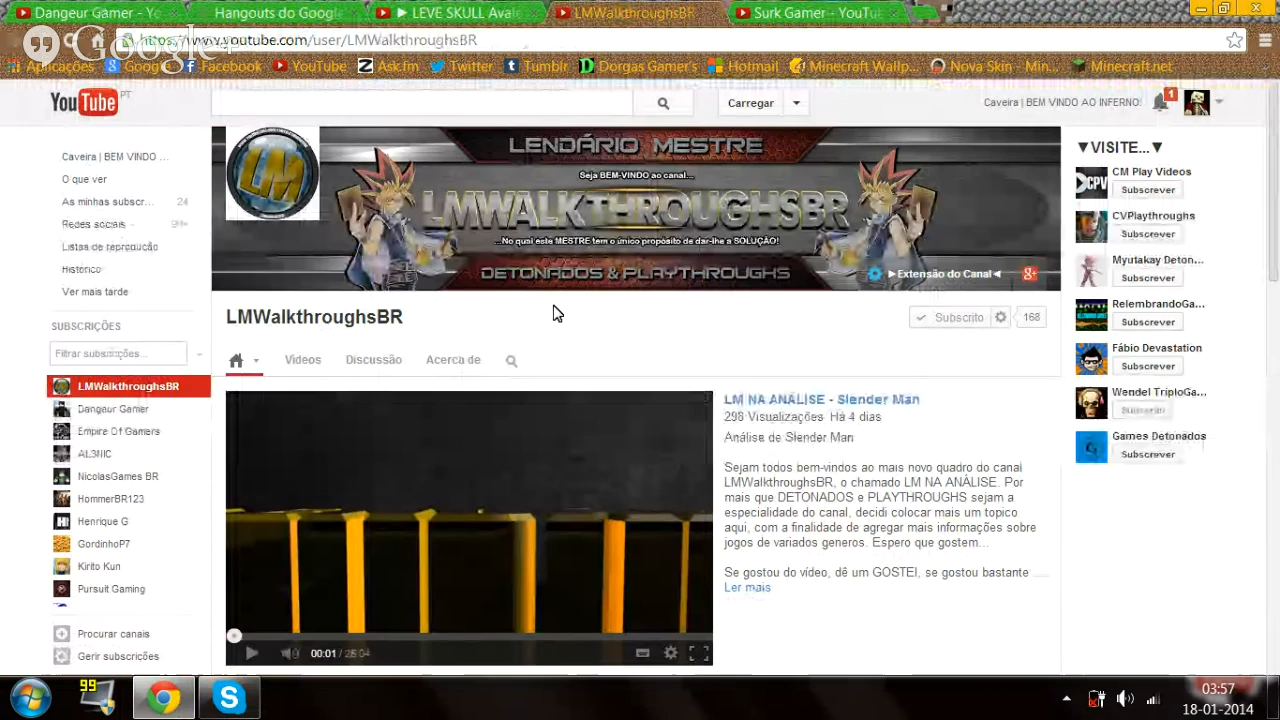 Dangeur Gamer - Yo
Hangouts do Google
▶ LEVE SKULL Aval
LMWalkthroughsBR
Surk Gamer - YouTub
Google+
https://www.youtube.com/user/LMWalkthroughsBR
Aplicações
Google
Facebook
YouTube
Ask.fm
Twitter
Tumblr
Dorgas Gamer's
Hotmail
Minecraft Wallp...
Nova Skin - Min...
Minecraft.net
YouTube PT
Carregar
Caveira | BEM VINDO AO INFERNO:
1
Caveira | BEM VINDO ...
O que ver
As minhas subscr... 24
Redes sociais 99+
Listas de reprodução
Histórico
Ver mais tarde
SUBSCRIÇÕES
Filtrar subscrições...
LMWalkthroughsBR
Dangeur Gamer
Empire Of Gamers
AL3NIC
NicolasGames BR
HommerBR123
Henrique G
GordinhoP7
Kirito Kun
Pursuit Gaming
Procurar canais
Gerir subscrições
LM
LENDÁRIO MESTRE
Seja BEM-VINDO ao canal...
LMWALKTHROUGHSBR
...No qual este MESTRE tem o único propósito de dar-lhe a SOLUÇÃO!
DETONADOS & PLAYTHROUGHS
►Extensão do Canal◄
g+
LMWalkthroughsBR
Subscrito
168
Vídeos
Discussão
Acerca de
00:01 / 25:04
LM NA ANÁLISE - Slender Man
298 Visualizações Há 4 dias
Análise de Slender Man
Sejam todos bem-vindos ao mais novo quadro do canal
LMWalkthroughsBR, o chamado LM NA ANÁLISE. Por
mais que DETONADOS e PLAYTHROUGHS sejam a
especialidade do canal, decidi colocar mais um topico
aqui, com a finalidade de agregar mais informações sobre
jogos de variados generos. Espero que gostem...
Se gostou do vídeo, dê um GOSTEI, se gostou bastante
Ler mais
▼VISITE...▼
CM Play Videos
Subscrever
CVPlaythroughs
Subscrever
Myutakay Deton...
Subscrever
RelembrandoGa...
Subscrever
Fábio Devastation
Subscrever
Wendel TriploGa...
Subscrever
Games Detonados
Subscrever
CPV
99
03:57
18-01-2014